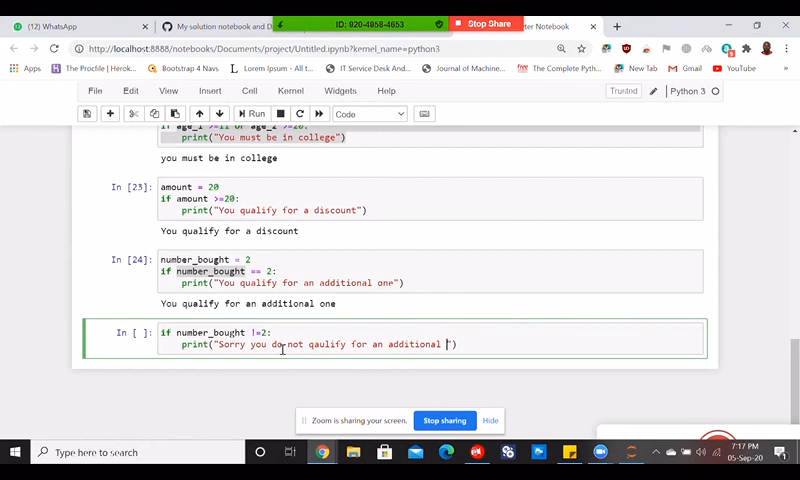 (12) WhatsApp
My solution notebook and D
ID: 920-4958-4653
Stop Share
ter Notebook
http://localhost:8888/notebooks/Documents/project/Untitled.ipynb?kernel_name=python3
Apps
The Procfile | Herok...
Bootstrap 4 Navs
Lorem Ipsum - All t...
IT Service Desk And...
Journal of Machine...
The Complete Pyth...
New Tab
Gmail
YouTube
File Edit View Insert Cell Kernel Widgets Help
Trusted
Python 3
Run
Code
if age_1 >=11 or age_2 >=20:
print("You must be in college")
you must be in college
In [23]: amount = 20
if amount >=20:
print("You qualify for a discount")
You qualify for a discount
In [24]: number_bought = 2
if number_bought == 2:
print("You qualify for an additional one")
You qualify for an additional one
In [ ]: if number_bought !=2:
print("Sorry you do not qaulify for an additional ")
Zoom is sharing your screen.
Stop sharing
Hide
Type here to search
7:17 PM
05-Sep-20